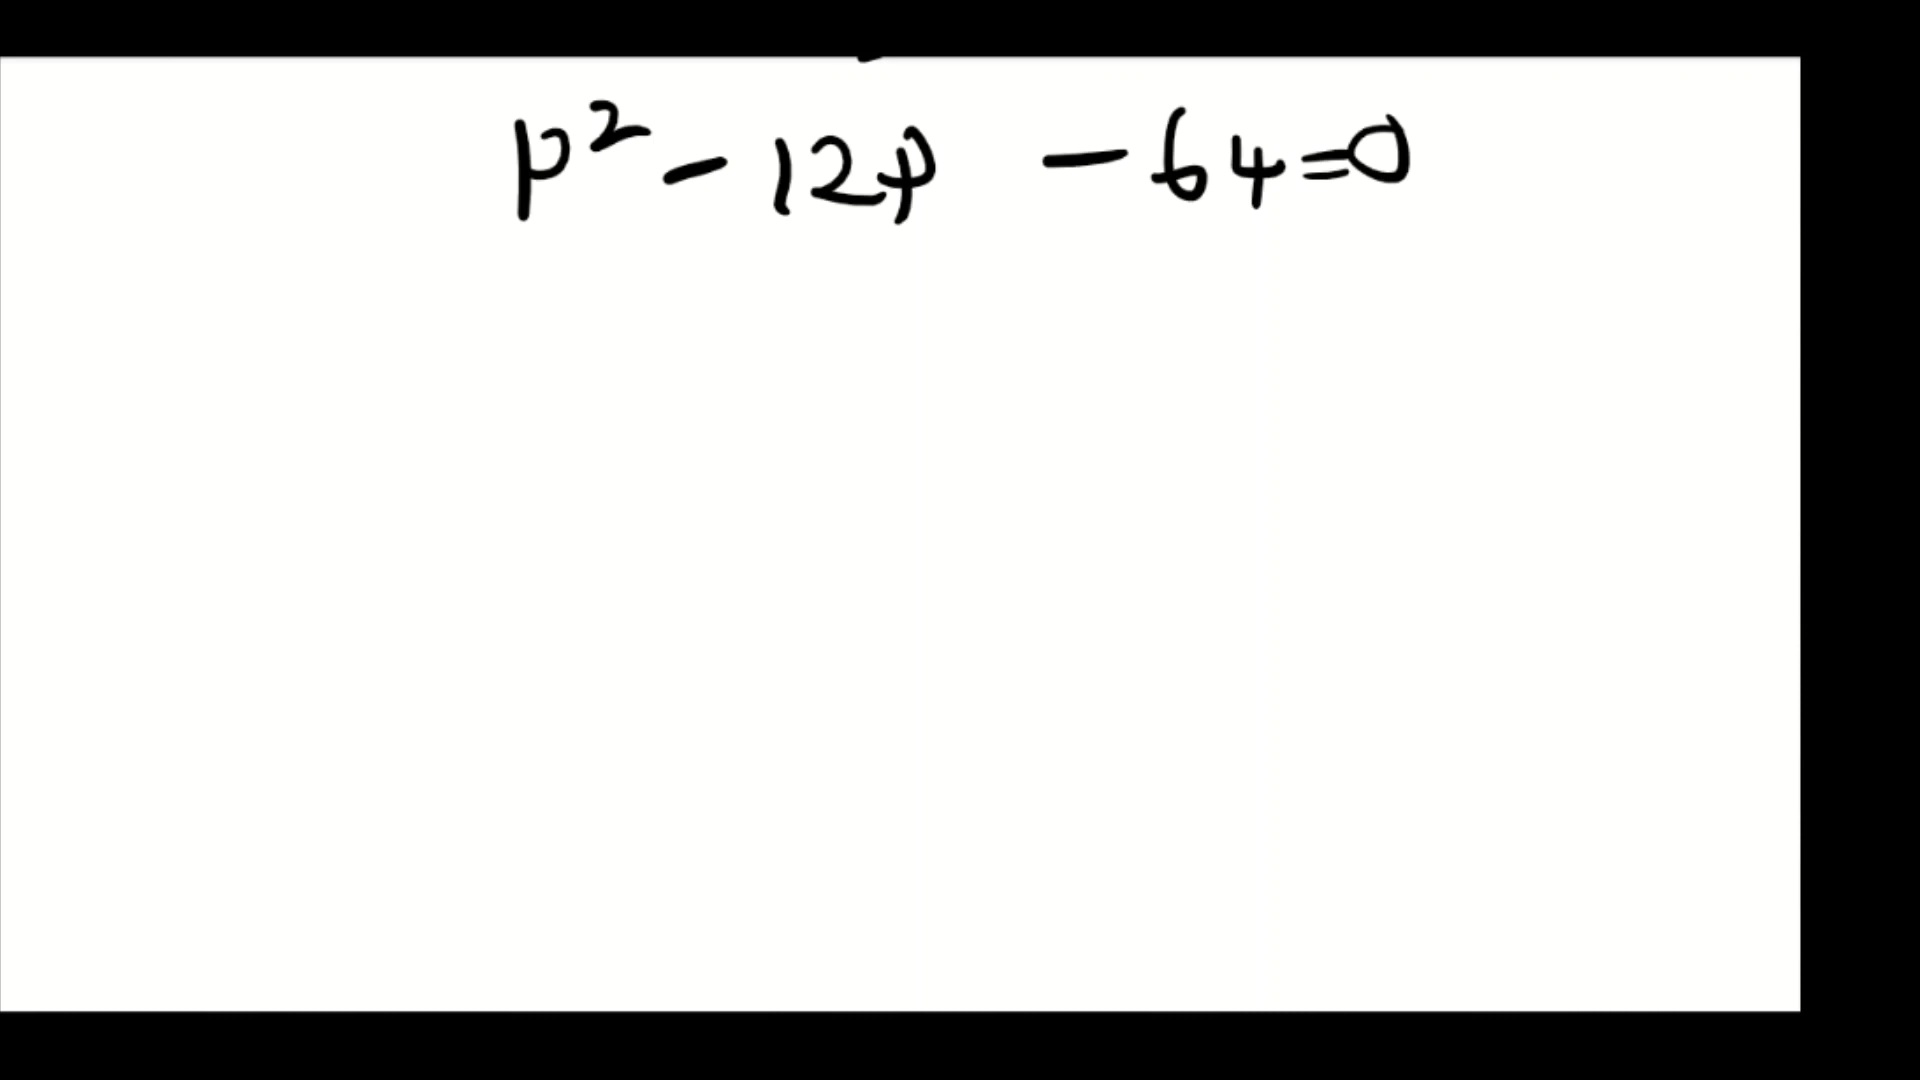 p² - 12p - 64 = 0